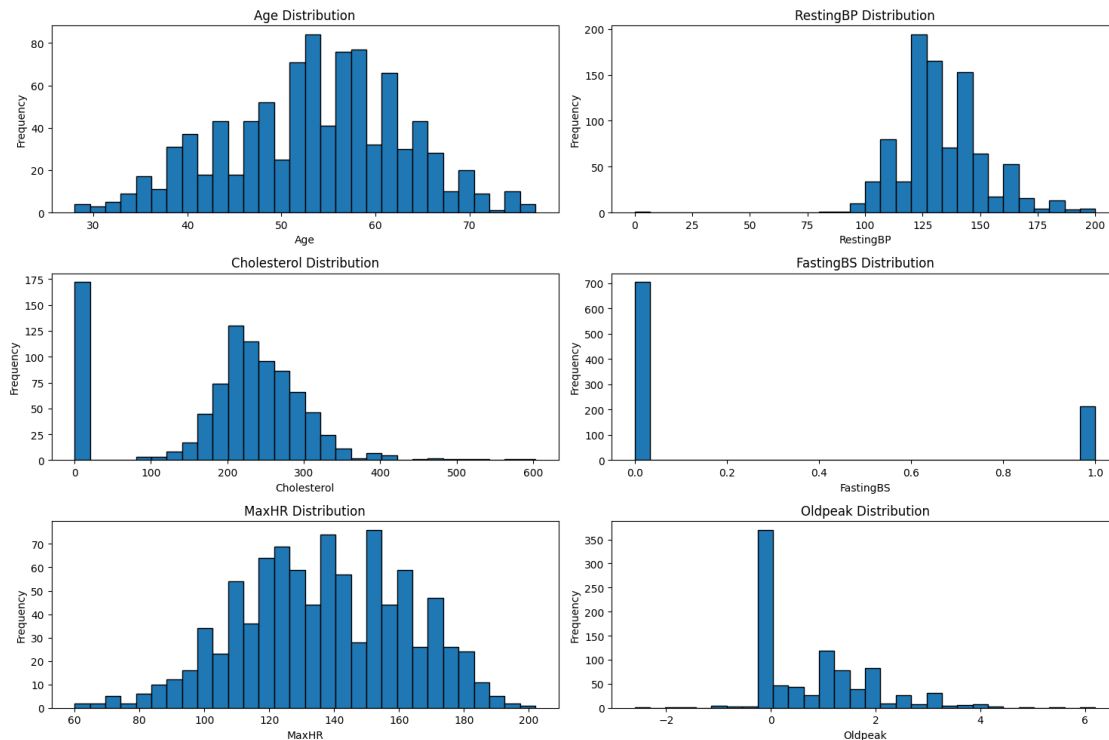 Age Distribution
Frequency
80
60
40
20
0
30 40 50 60 70
Age
RestingBP Distribution
Frequency
200
150
100
50
0
0 25 50 75 100 125 150 175 200
RestingBP
Cholesterol Distribution
Frequency
175
150
125
100
75
50
25
0
0 100 200 300 400 500 600
Cholesterol
FastingBS Distribution
Frequency
700
600
500
400
300
200
100
0
0.0 0.2 0.4 0.6 0.8 1.0
FastingBS
MaxHR Distribution
Frequency
70
60
50
40
30
20
10
0
60 80 100 120 140 160 180 200
MaxHR
Oldpeak Distribution
Frequency
350
300
250
200
150
100
50
0
−2 0 2 4 6
Oldpeak